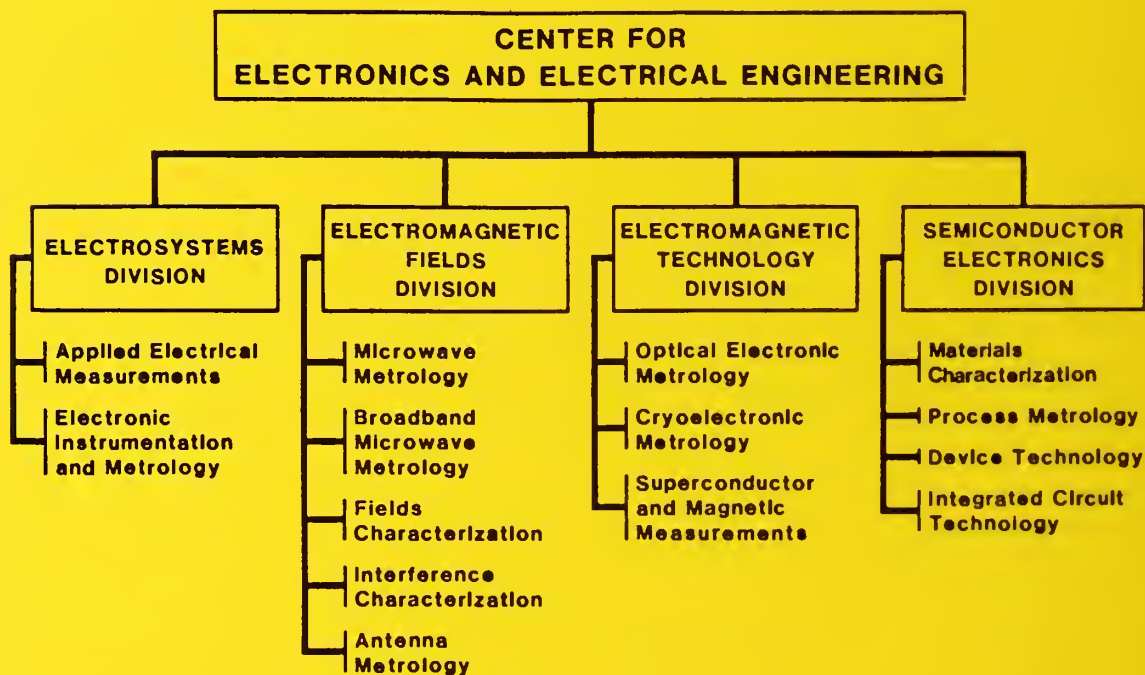 CENTER FOR
ELECTRONICS AND ELECTRICAL ENGINEERING
ELECTROSYSTEMS
DIVISION
Applied Electrical
Measurements
Electronic
Instrumentation
and Metrology
ELECTROMAGNETIC
FIELDS
DIVISION
Microwave
Metrology
Broadband
Microwave
Metrology
Fields
Characterization
Interference
Characterization
Antenna
Metrology
ELECTROMAGNETIC
TECHNOLOGY
DIVISION
Optical Electronic
Metrology
Cryoelectronic
Metrology
Superconductor
and Magnetic
Measurements
SEMICONDUCTOR
ELECTRONICS
DIVISION
Materials
Characterization
Process Metrology
Device Technology
Integrated Circuit
Technology